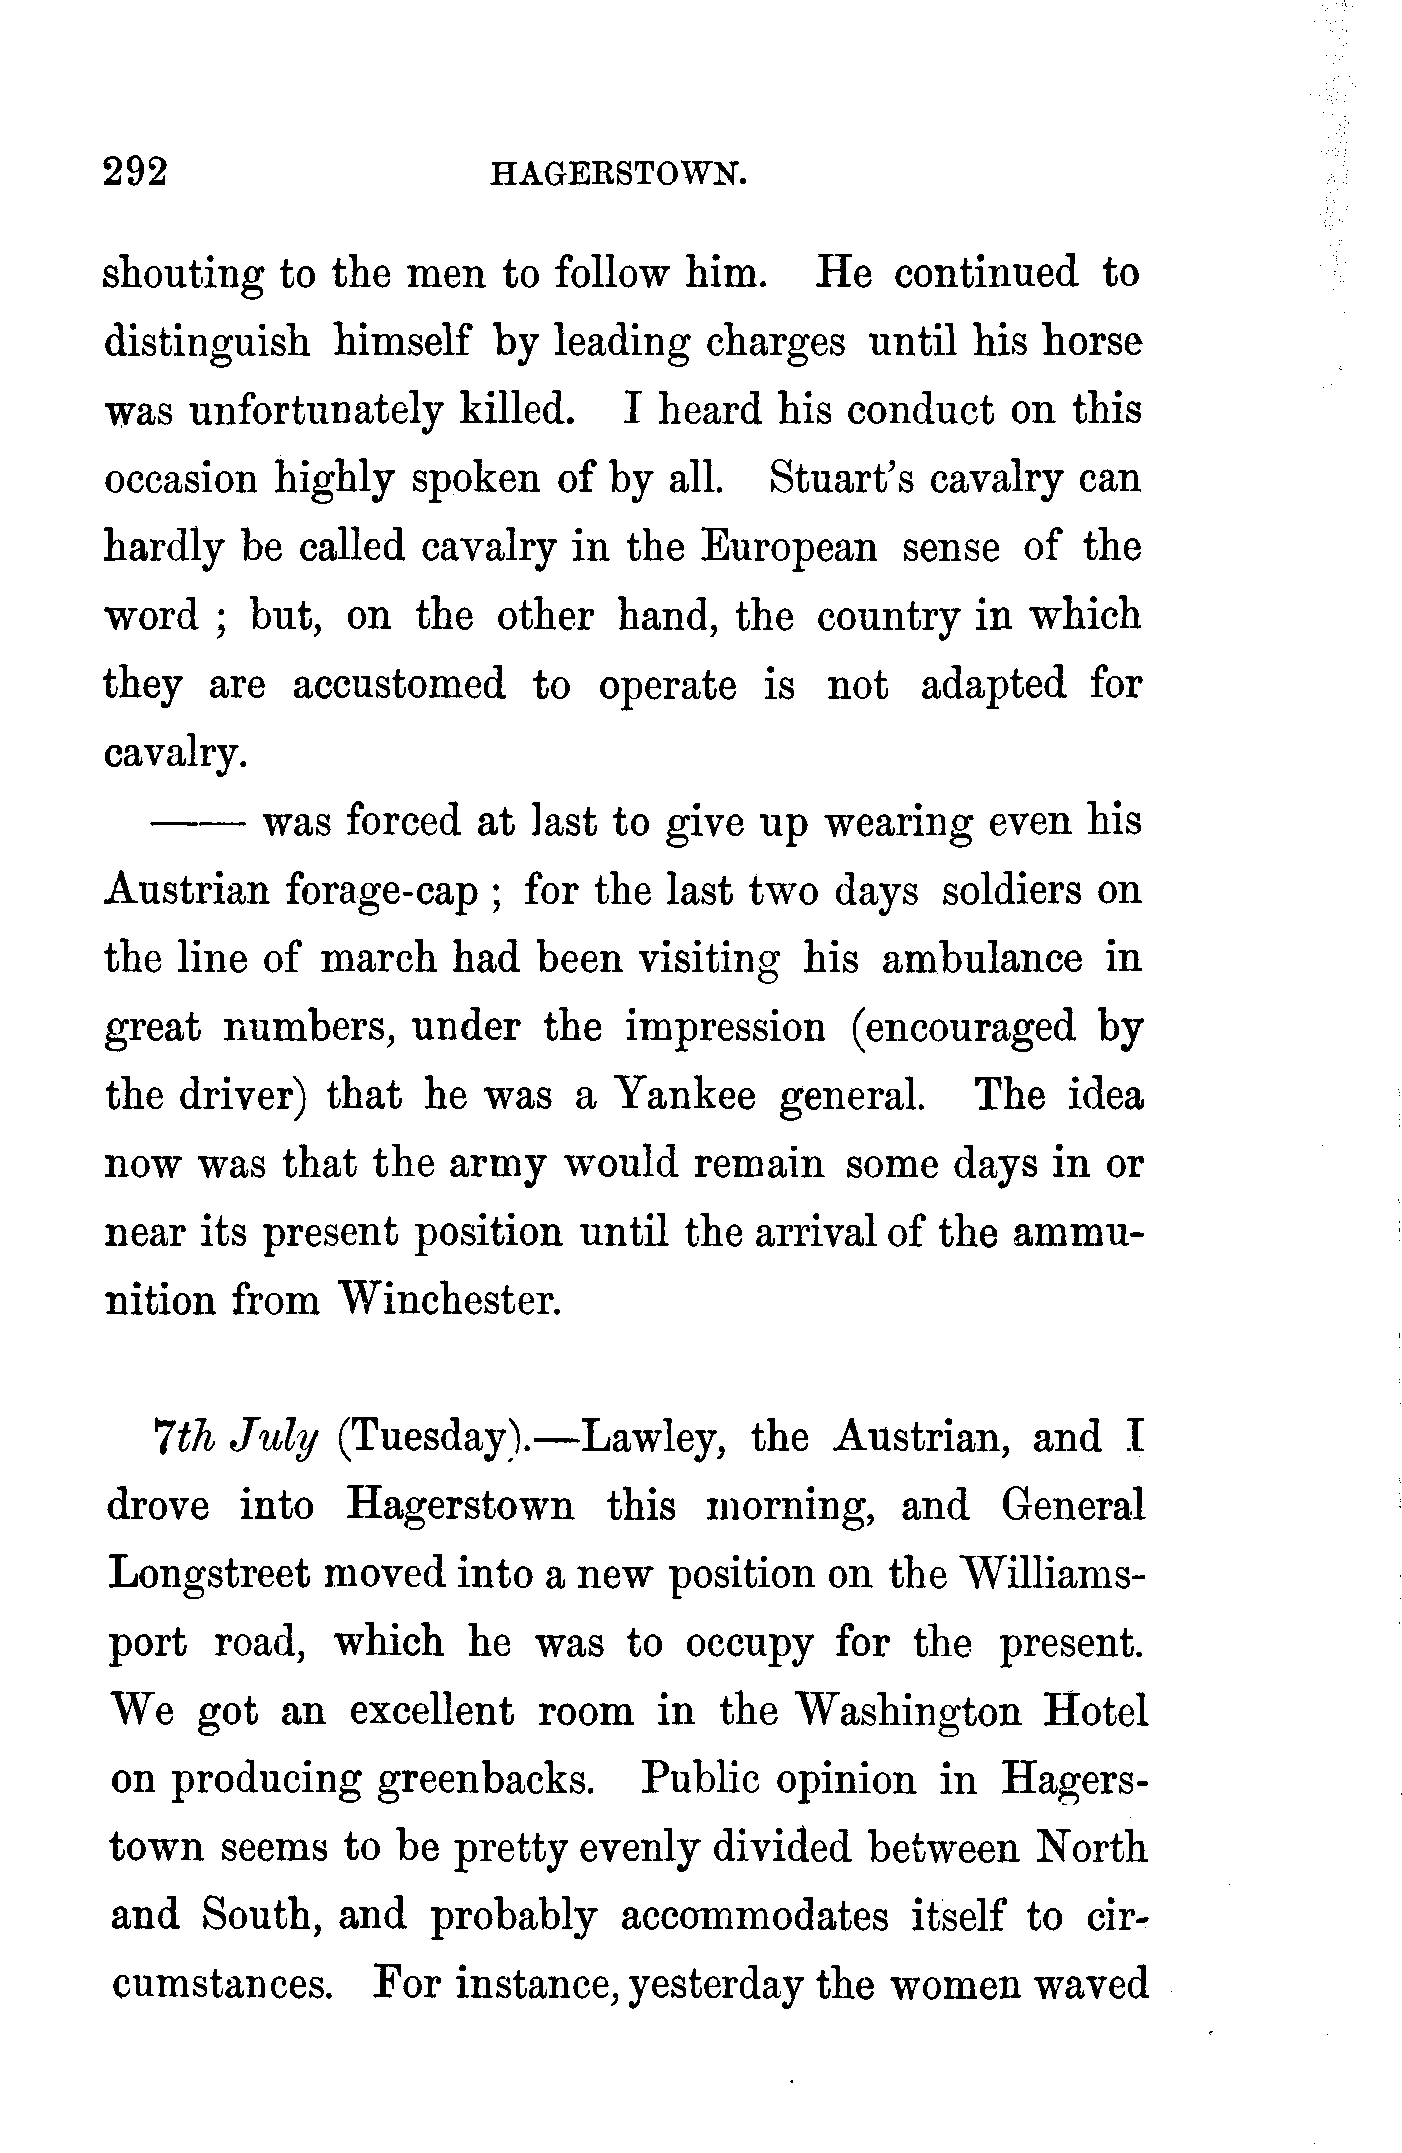 292 HAGERSTOWN.
shouting to the men to follow him. He continued to
distinguish himself by leading charges until his horse
was unfortunately killed. I heard his conduct on this
occasion highly spoken of by all. Stuart's cavalry can
hardly be called cavalry in the European sense of the
word ; but, on the other hand, the country in which
they are accustomed to operate is not adapted for
cavalry.
—— was forced at last to give up wearing even his
Austrian forage-cap ; for the last two days soldiers on
the line of march had been visiting his ambulance in
great numbers, under the impression (encouraged by
the driver) that he was a Yankee general. The idea
now was that the army would remain some days in or
near its present position until the arrival of the ammu-
nition from Winchester.
7th July (Tuesday).—Lawley, the Austrian, and I
drove into Hagerstown this morning, and General
Longstreet moved into a new position on the Williams-
port road, which he was to occupy for the present.
We got an excellent room in the Washington Hotel
on producing greenbacks. Public opinion in Hagers-
town seems to be pretty evenly divided between North
and South, and probably accommodates itself to cir-
cumstances. For instance, yesterday the women waved